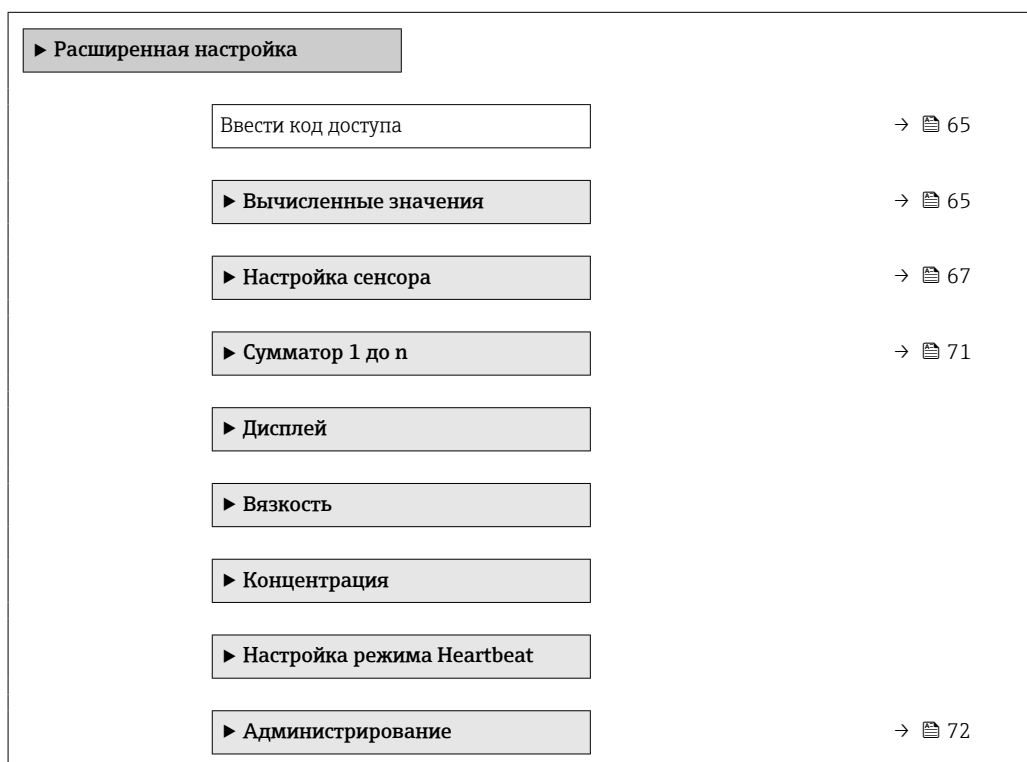 ▶ Расширенная настройка
Ввести код доступа → 65
▶ Вычисленные значения → 65
▶ Настройка сенсора → 67
▶ Сумматор 1 до n → 71
▶ Дисплей
▶ Вязкость
▶ Концентрация
▶ Настройка режима Heartbeat
▶ Администрирование → 72